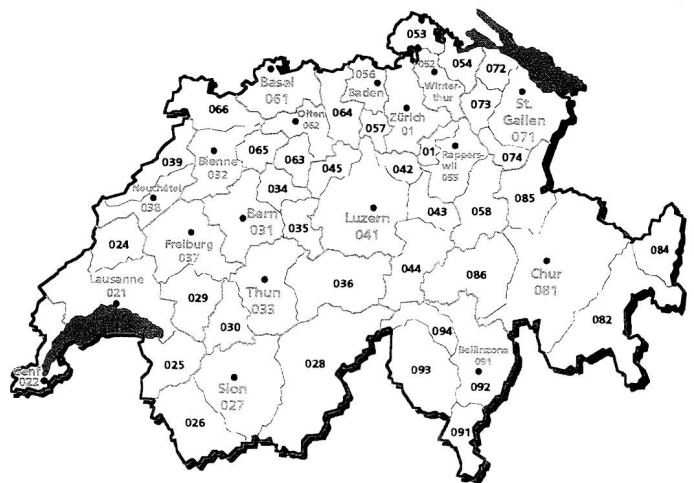 053
056
052
054
072
Basel
061
Baden
Winter-
thur
066
Olten
062
064
057
Zürich
01
073
St.
Gallen
071
039
Bienne
032
065
063
045
042
01
Rappers-
wil
055
074
Neuchâtel
038
034
Bern
031
035
Luzern
041
043
058
085
024
Freiburg
037
084
Lausanne
021
029
Thun
033
036
044
086
Chur
081
030
094
082
Genf
022
025
Sion
027
028
093
Bellinzona
091
092
026
091